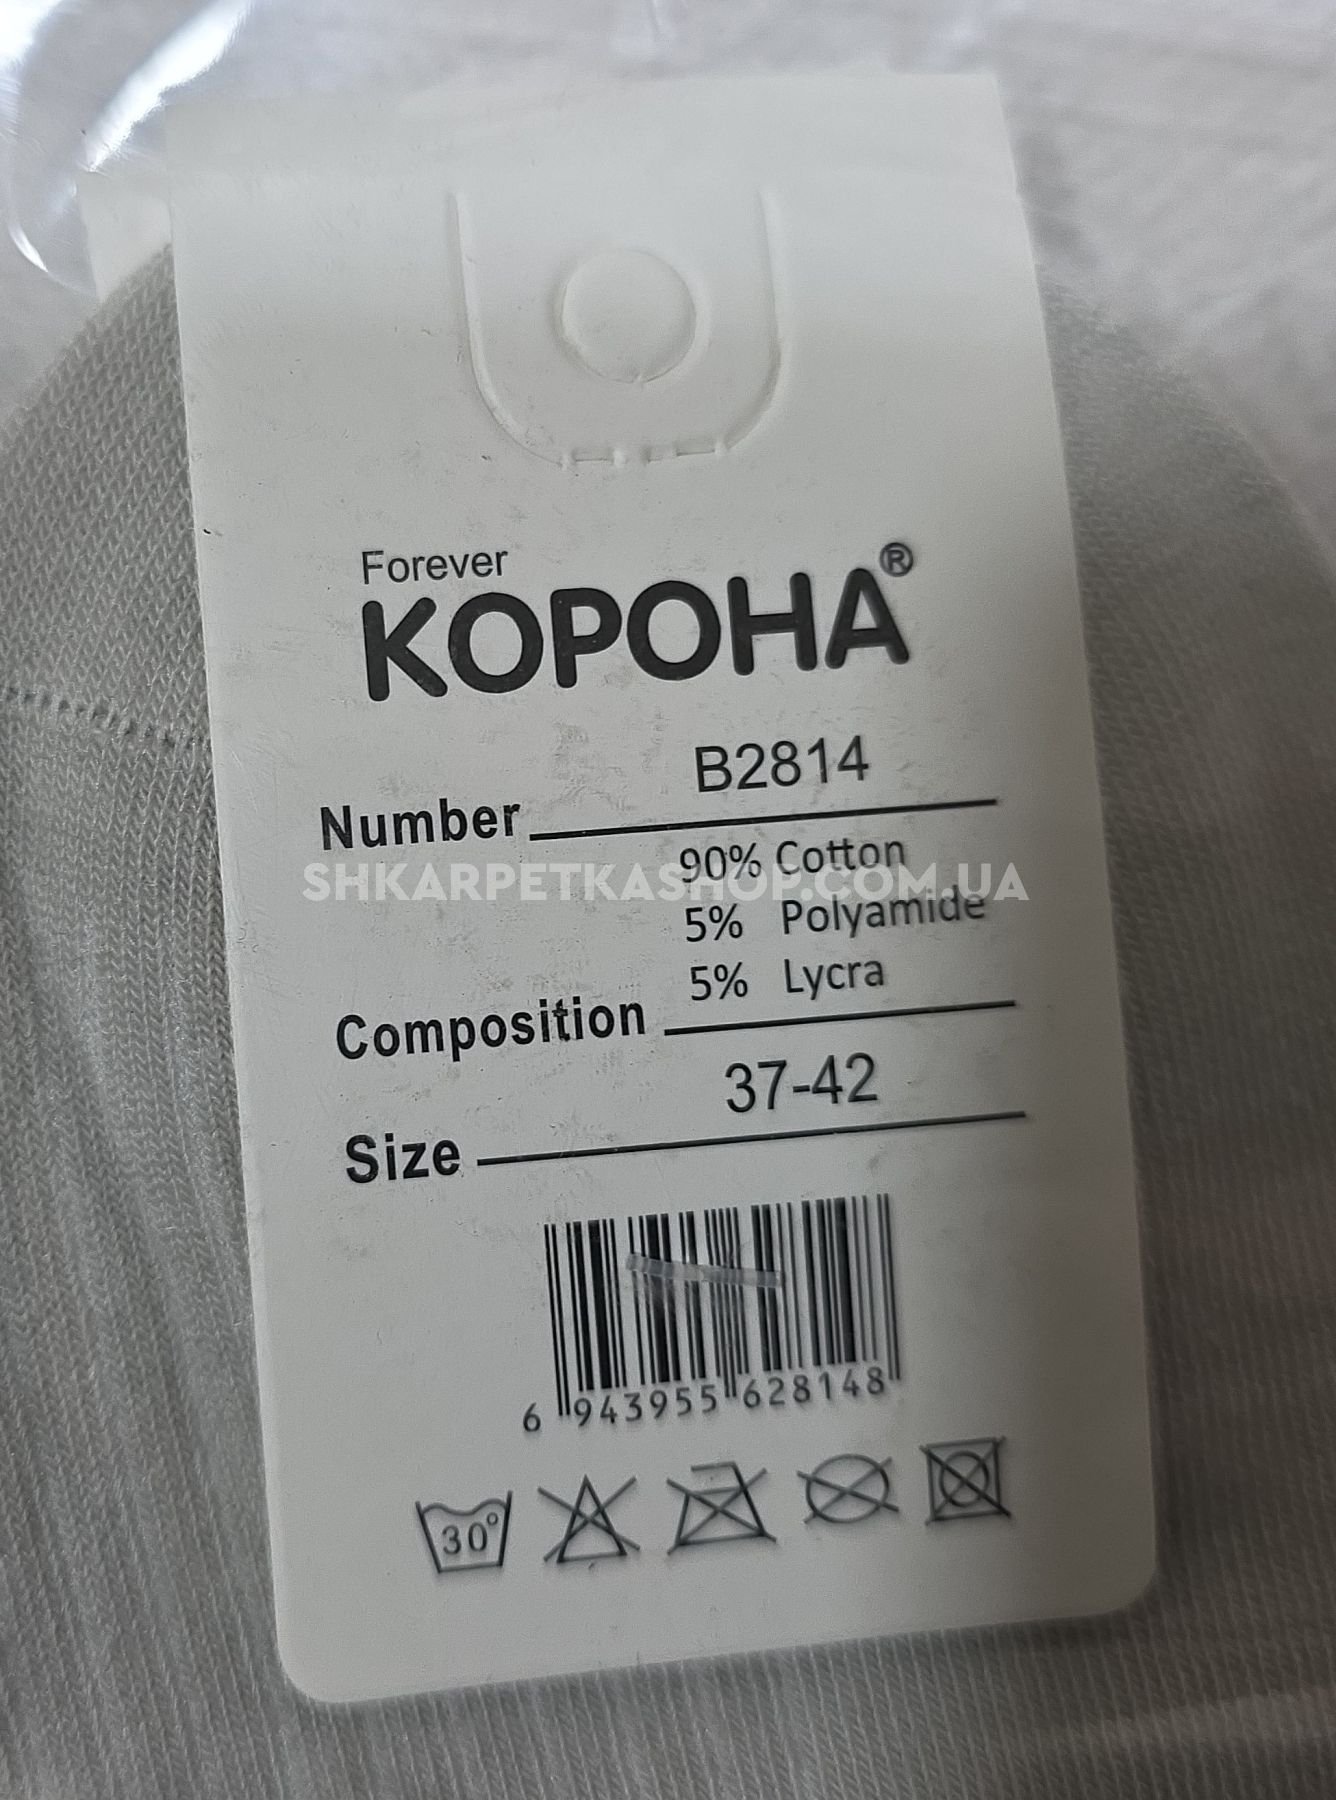 Forever
КОРОНА®
Number B2814
90% Cotton
SHKARPETKASHOP.COM.UA
5% Polyamide
5% Lycra
Composition
Size 37-42
6 943955 628148
30°